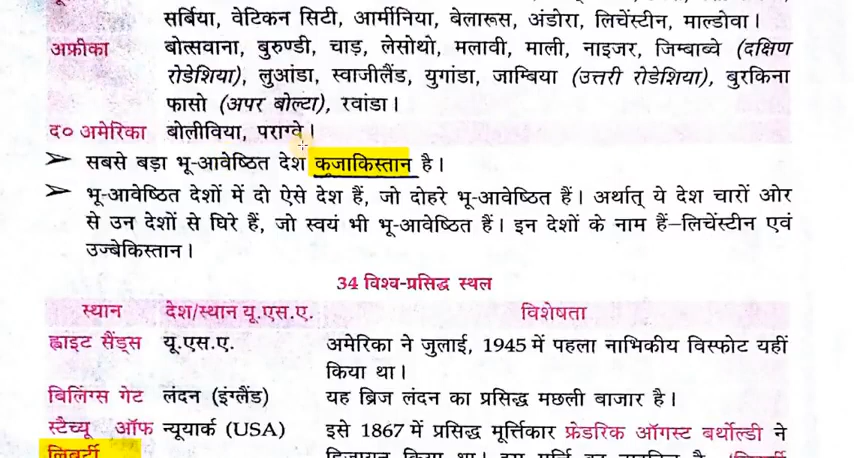 सर्बिया, वेटिकन सिटी, आर्मीनिया, बेलारूस, अंडोरा, लिचेंस्टीन, माल्डोवा।
अफ्रीका बोत्सवाना, बुरुण्डी, चाड़, लेसोथो, मलावी, माली, नाइजर, जिम्बाब्वे (दक्षिण
रोडेशिया), लुआंडा, स्वाजीलैंड, युगांडा, जाम्बिया (उत्तरी रोडेशिया), बुरकिना
फासो (अपर बोल्टा), रवांडा।
द० अमेरिका बोलीविया, पराग्वे।
➤ सबसे बड़ा भू-आवेष्ठित देश कजाकिस्तान है।
➤ भू-आवेष्ठित देशों में दो ऐसे देश हैं, जो दोहरे भू-आवेष्ठित हैं। अर्थात् ये देश चारों ओर
से उन देशों से घिरे हैं, जो स्वयं भी भू-आवेष्ठित हैं। इन देशों के नाम हैं–लिचेंस्टीन एवं
उज्बेकिस्तान।
34 विश्व-प्रसिद्ध स्थल
स्थान देश/स्थान यू.एस.ए. विशेषता
ह्वाइट सैंड्स यू.एस.ए. अमेरिका ने जुलाई, 1945 में पहला नाभिकीय विस्फोट यहीं
किया था।
बिलिंग्स गेट लंदन (इंग्लैंड) यह ब्रिज लंदन का प्रसिद्ध मछली बाजार है।
स्टैच्यू ऑफ न्यूयार्क (USA) इसे 1867 में प्रसिद्ध मूर्त्तिकार फ्रेडरिक ऑगस्ट बर्थोल्डी ने
लिबर्टी